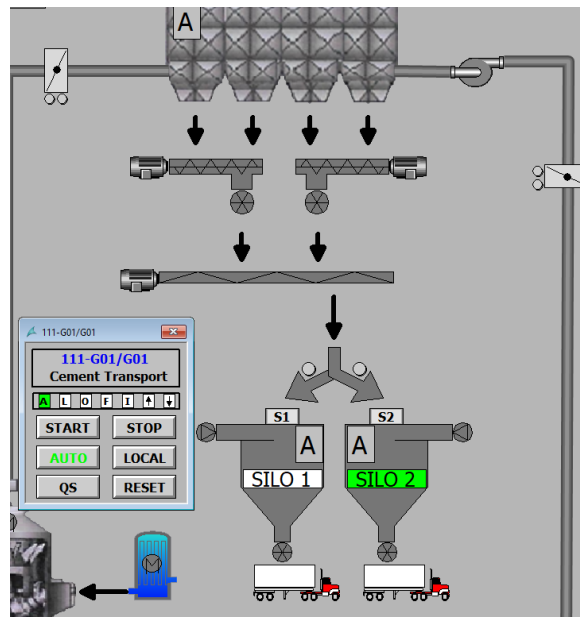 A
111-G01/G01
111-G01/G01
Cement Transport
A L O F I
START STOP
AUTO LOCAL
QS RESET
S1 S2
A A
SILO 1 SILO 2
M